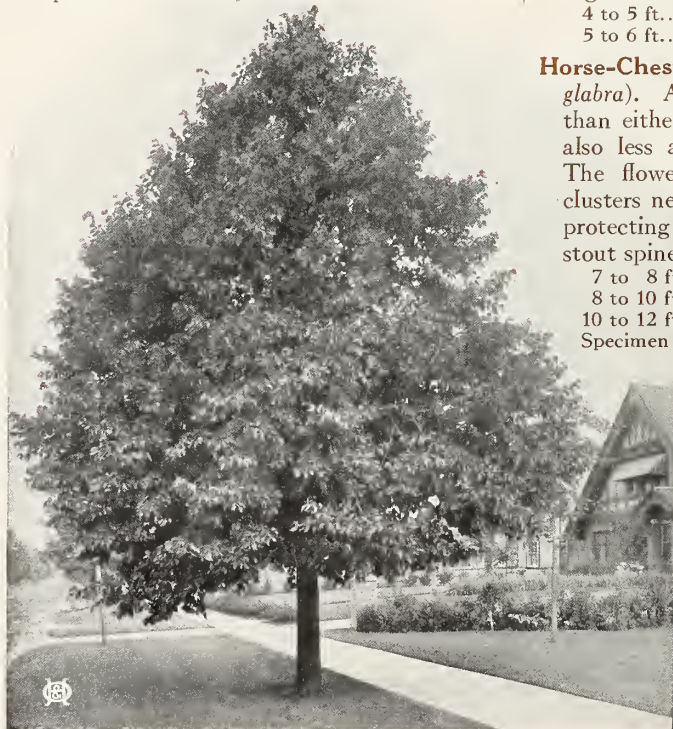 4 to 5 ft..
5 to 6 ft..
Horse-Ches
glabra). A
than eithe
also less a
The flowe
clusters ne
protecting
stout spine
7 to 8 f
8 to 10 f
10 to 12 f
Specimen